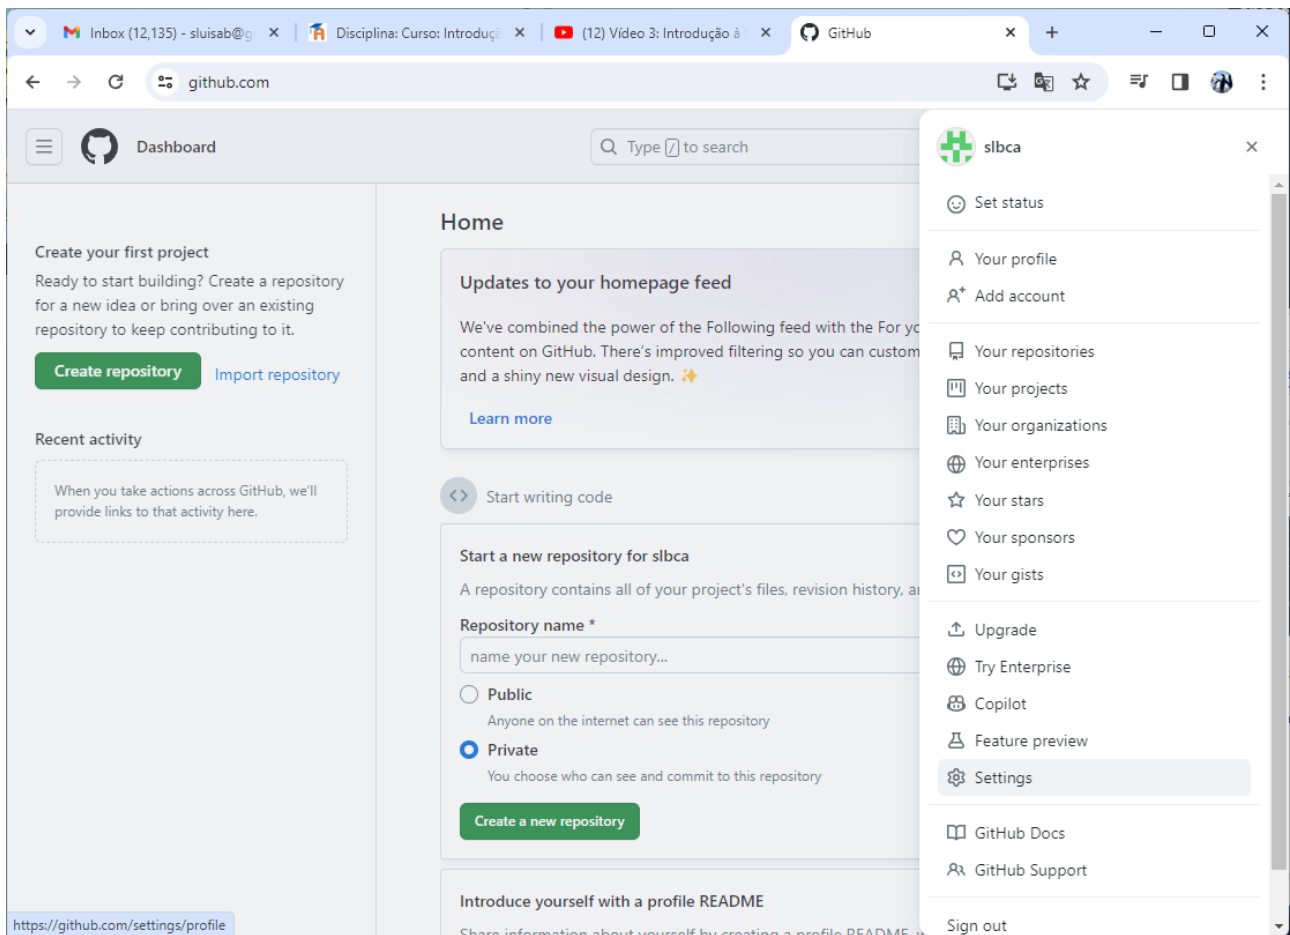 Inbox (12,135) - sluisab@g
Disciplina: Curso: Introduçã
(12) Vídeo 3: Introdução à
GitHub
github.com
Dashboard
Type / to search
slbca
Set status
Your profile
Add account
Your repositories
Your projects
Your organizations
Your enterprises
Your stars
Your sponsors
Your gists
Upgrade
Try Enterprise
Copilot
Feature preview
Settings
GitHub Docs
GitHub Support
Sign out
Create your first project
Ready to start building? Create a repository
for a new idea or bring over an existing
repository to keep contributing to it.
Create repository
Import repository
Recent activity
When you take actions across GitHub, we'll
provide links to that activity here.
Home
Updates to your homepage feed
We've combined the power of the Following feed with the For yo
content on GitHub. There's improved filtering so you can custom
and a shiny new visual design. ✨
Learn more
Start writing code
Start a new repository for slbca
A repository contains all of your project's files, revision history, a
Repository name *
name your new repository...
Public
Anyone on the internet can see this repository
Private
You choose who can see and commit to this repository
Create a new repository
Introduce yourself with a profile README
Share information about yourself by creating a profile README,
https://github.com/settings/profile